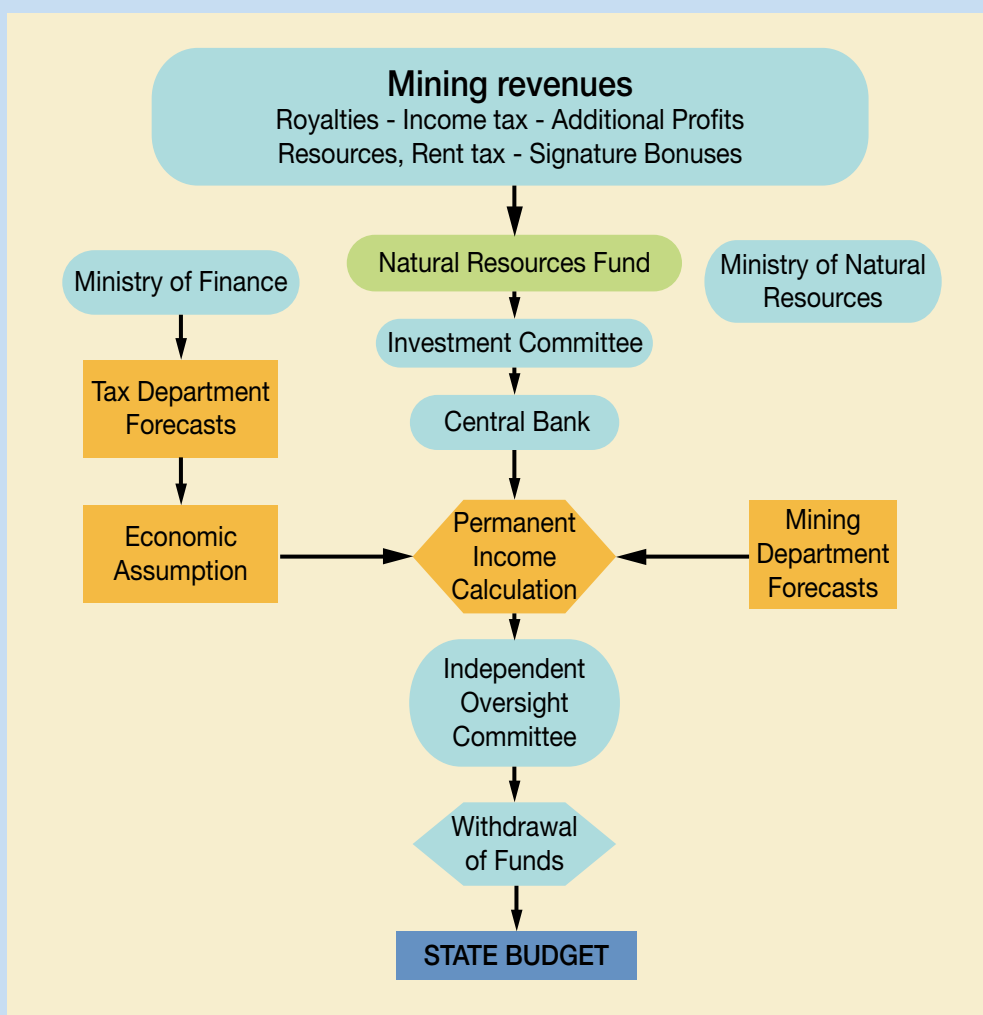 Mining revenues
Royalties - Income tax - Additional Profits
Resources, Rent tax - Signature Bonuses
Natural Resources Fund
Ministry of Finance
Ministry of Natural
Resources
Investment Committee
Tax Department
Forecasts
Central Bank
Economic
Assumption
Permanent
Income
Calculation
Mining
Department
Forecasts
Independent
Oversight
Committee
Withdrawal
of Funds
STATE BUDGET